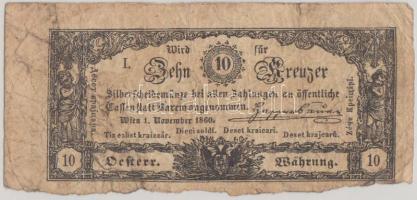 Wird 10 für
I. Zehn Kreuzer
Silberscheidemünze bei allen Zahlungen an öffentliche
Cassen statt Barem angenommen.
Wien 1. November 1860.
Tiz ezüst krajczár. Dieci soldi. Deset krajcarů. Deset krajcarů.
10 Oesterr. Währung. 10